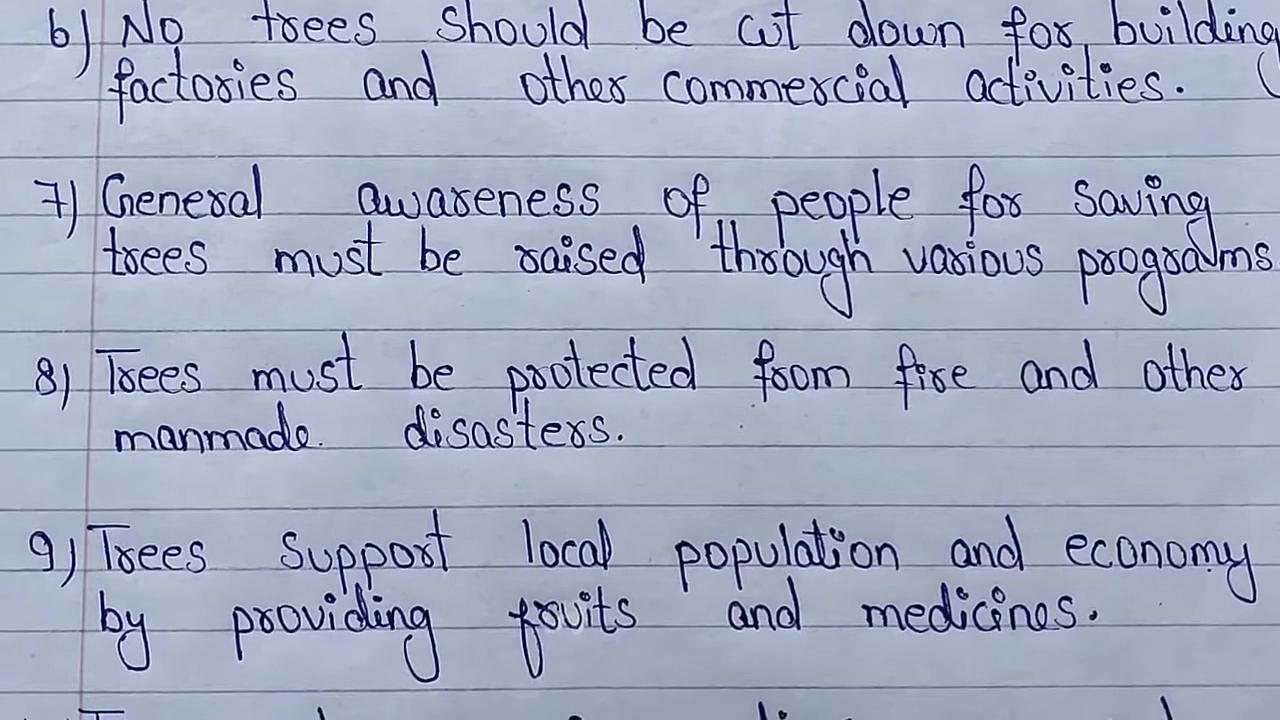 6) No trees should be cut down for building
factories and other commercial activities.
7) General awareness of people for saving
trees must be raised through various programs
8) Trees must be protected from fire and other
manmade disasters.
9) Trees support local population and economy
by providing fruits and medicines.